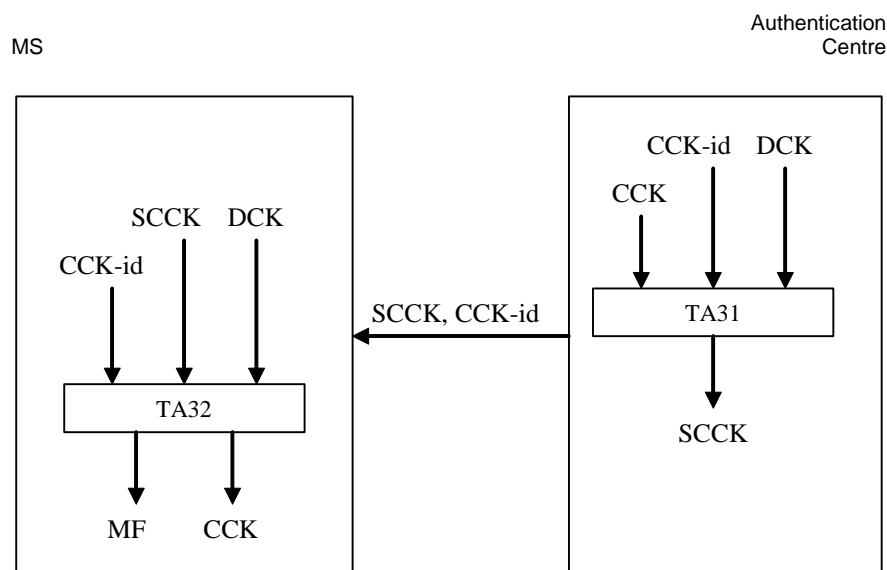 MS
Authentication
Centre
CCK-id DCK
CCK
SCCK DCK
CCK-id
SCCK, CCK-id
TA31
TA32
SCCK
MF CCK